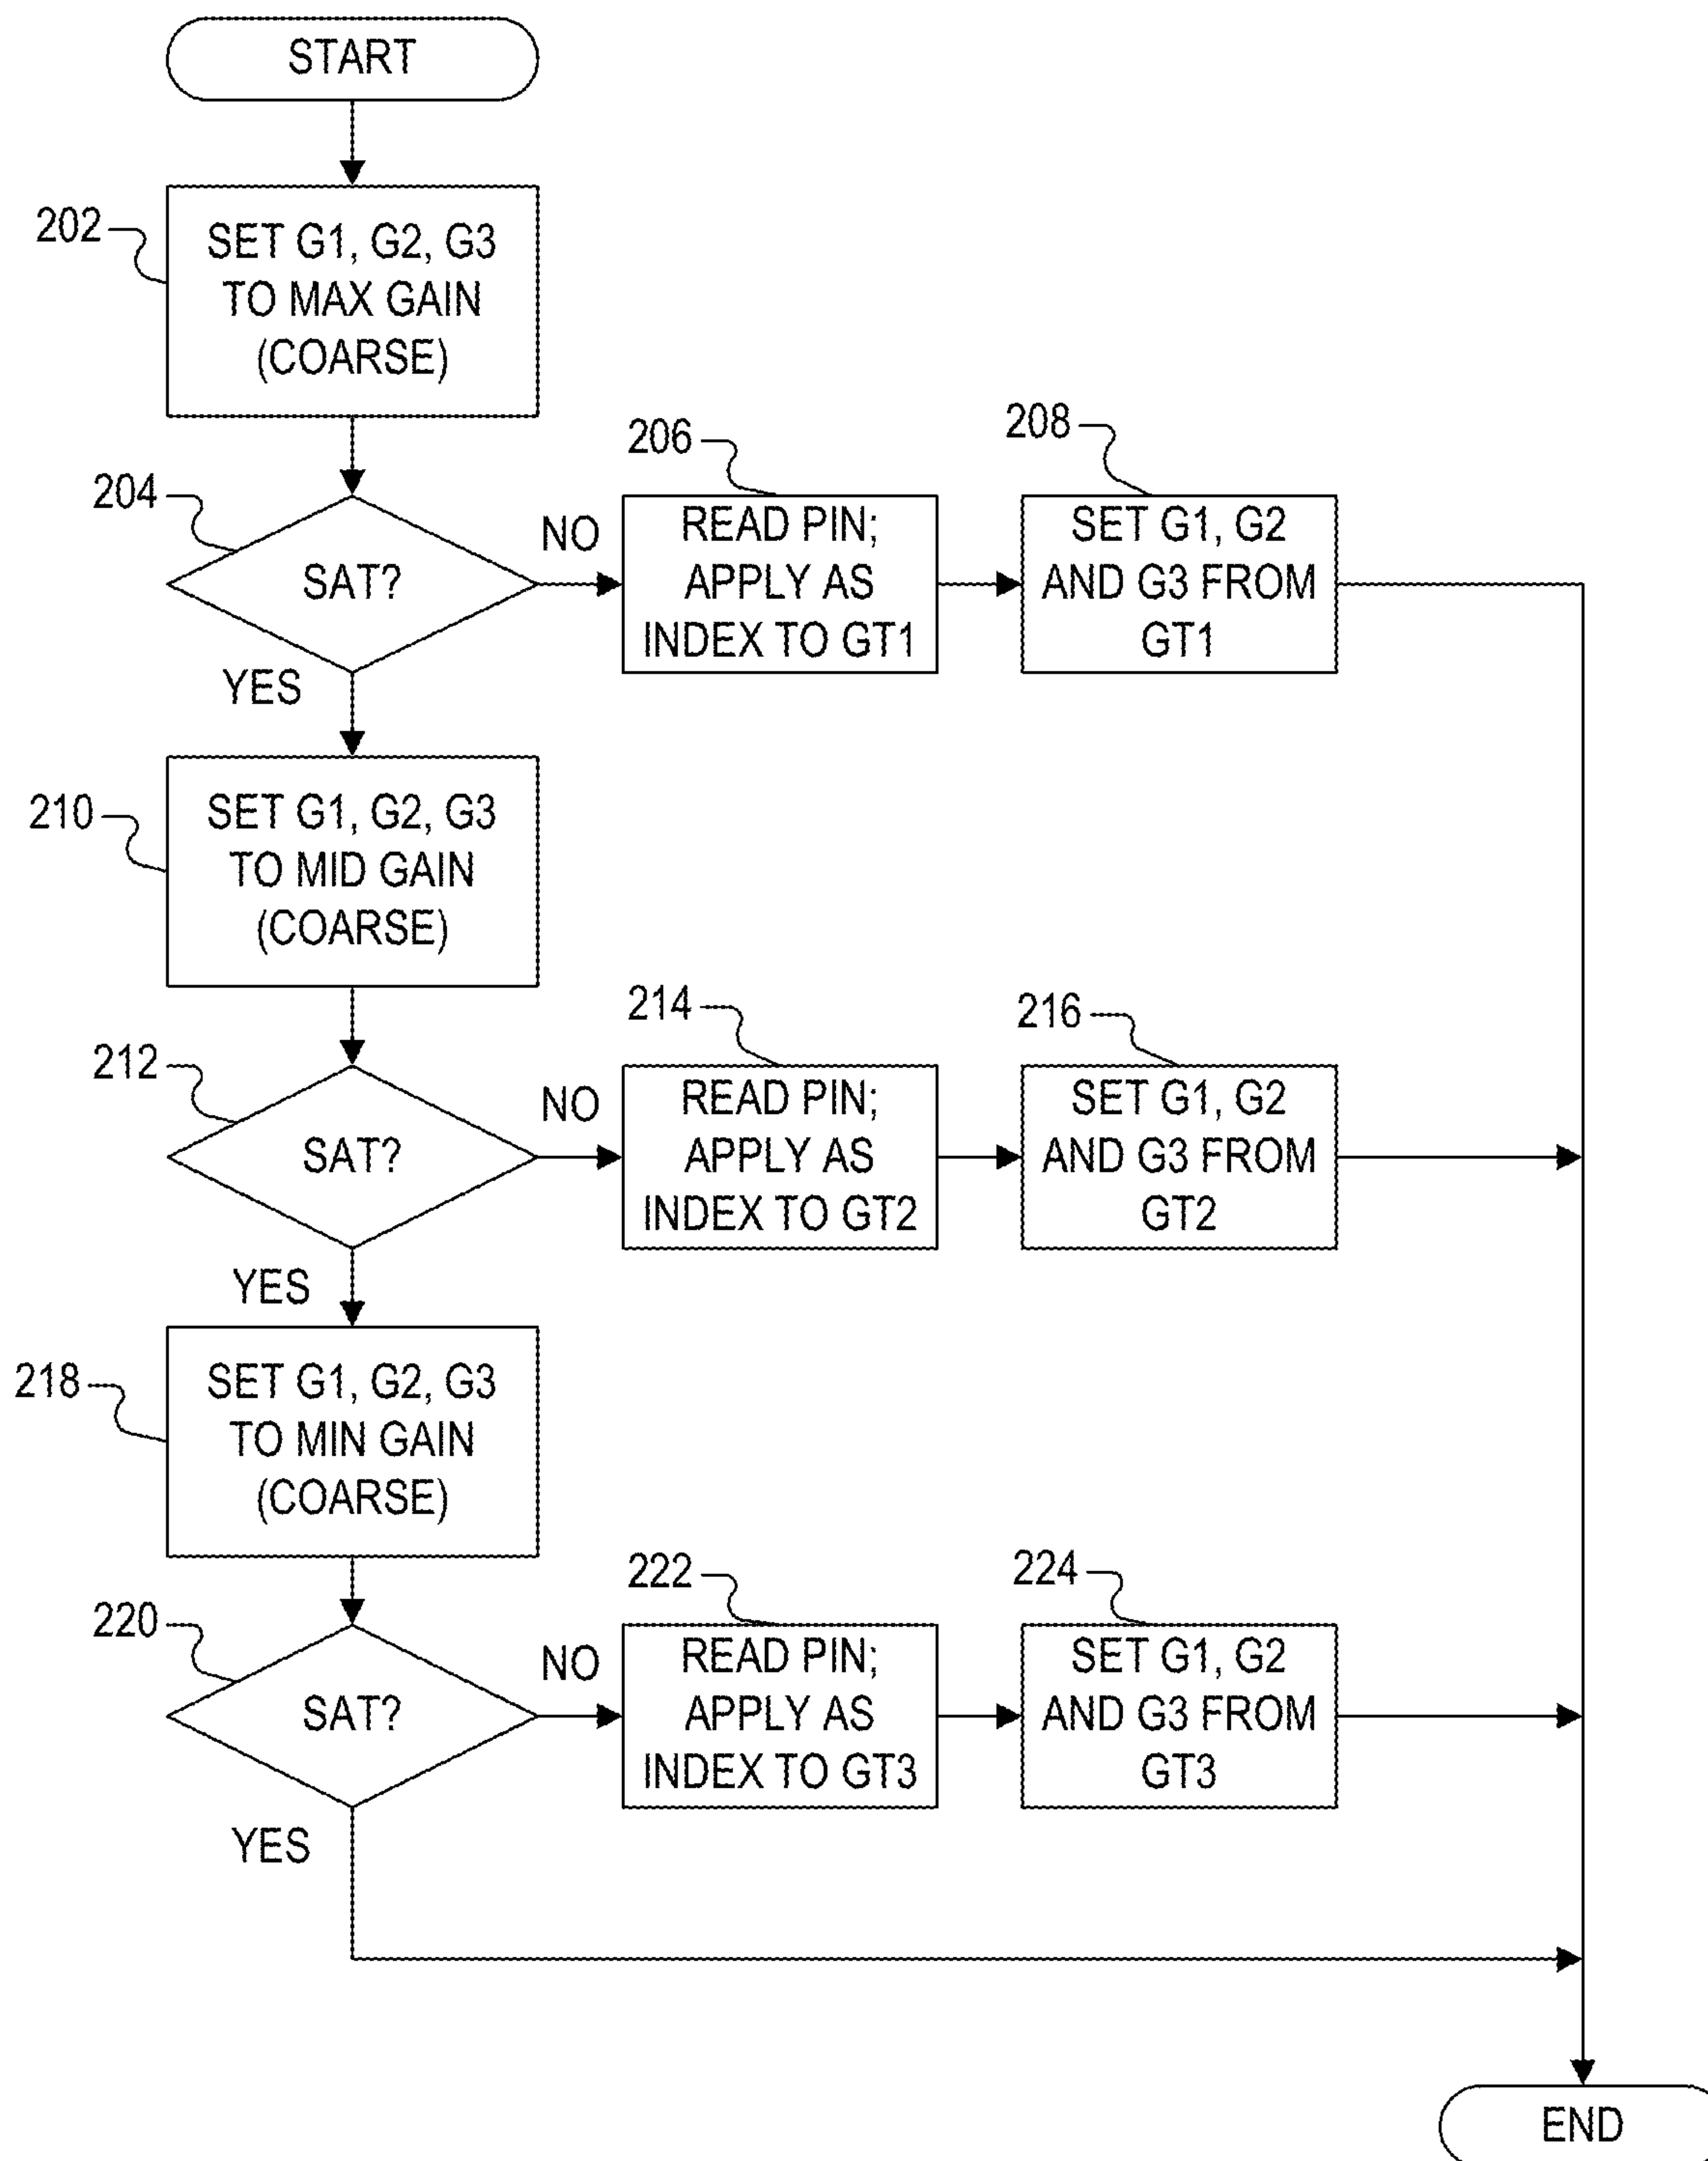 START
202
SET G1, G2, G3
TO MAX GAIN
(COARSE)
204
SAT?
NO
YES
206
READ PIN;
APPLY AS
INDEX TO GT1
208
SET G1, G2
AND G3 FROM
GT1
210
SET G1, G2, G3
TO MID GAIN
(COARSE)
212
SAT?
NO
YES
214
READ PIN;
APPLY AS
INDEX TO GT2
216
SET G1, G2
AND G3 FROM
GT2
218
SET G1, G2, G3
TO MIN GAIN
(COARSE)
220
SAT?
NO
YES
222
READ PIN;
APPLY AS
INDEX TO GT3
224
SET G1, G2
AND G3 FROM
GT3
END